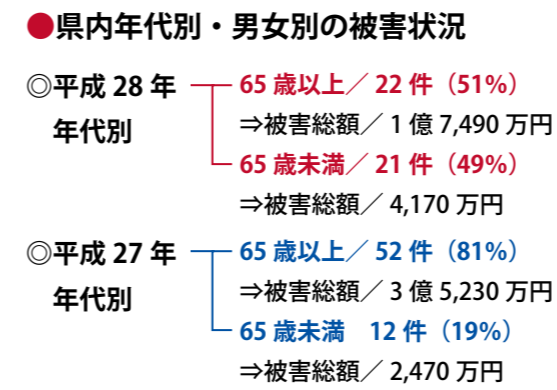 ●県内年代別・男女別の被害状況
◎平成 28 年 65 歳以上／ 22 件（51%）
年代別 ⇒被害総額／ 1 億 7,490 万円
65 歳未満／ 21 件（49%）
⇒被害総額／ 4,170 万円
◎平成 27 年 65 歳以上／ 52 件（81%）
年代別 ⇒被害総額／ 3 億 5,230 万円
65 歳未満　12 件（19%）
⇒被害総額／ 2,470 万円